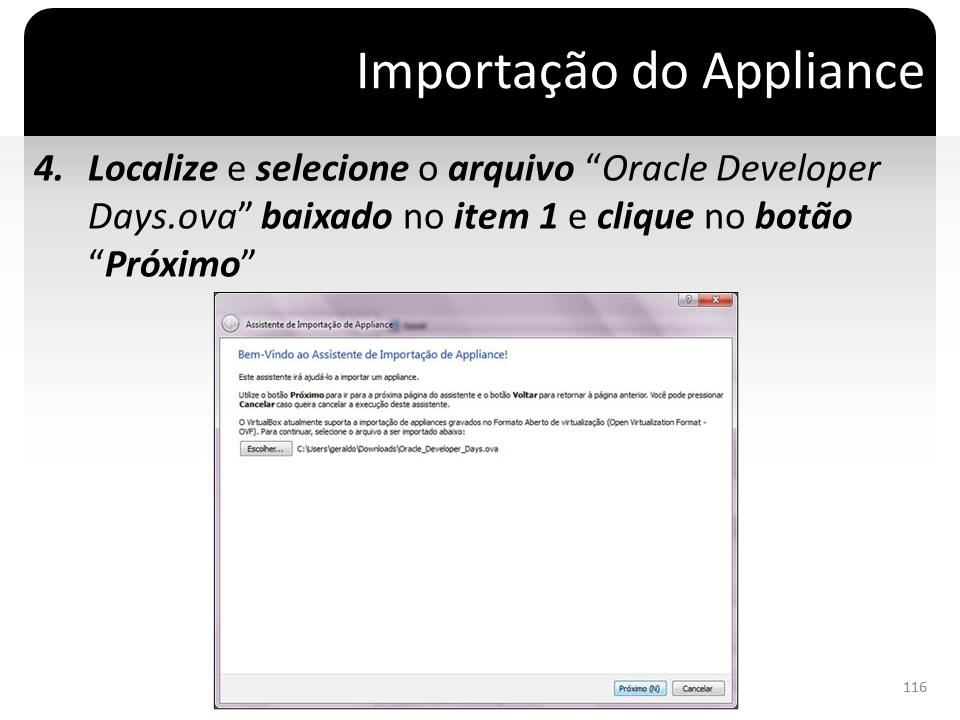 Importação do Appliance
4. Localize e selecione o arquivo “Oracle Developer
Days.ova” baixado no item 1 e clique no botão
“Próximo”
Assistente de Importação de Appliance
Bem-Vindo ao Assistente de Importação de Appliance!
Este assistente irá ajudá-lo a importar um appliance.
Utilize o botão Próximo para ir para a próxima página do assistente e o botão Voltar para retornar à página anterior. Você pode pressionar
Cancelar caso queira cancelar a execução deste assistente.
O VirtualBox atualmente suporta a importação de appliances gravados no Formato Aberto de virtualização (Open Virtualization Format -
OVF). Para continuar, selecione o arquivo a ser importado abaixo:
Escolher... C:\Users\geraldo\Downloads\Oracle_Developer_Days.ova
Próximo (N) Cancelar
116